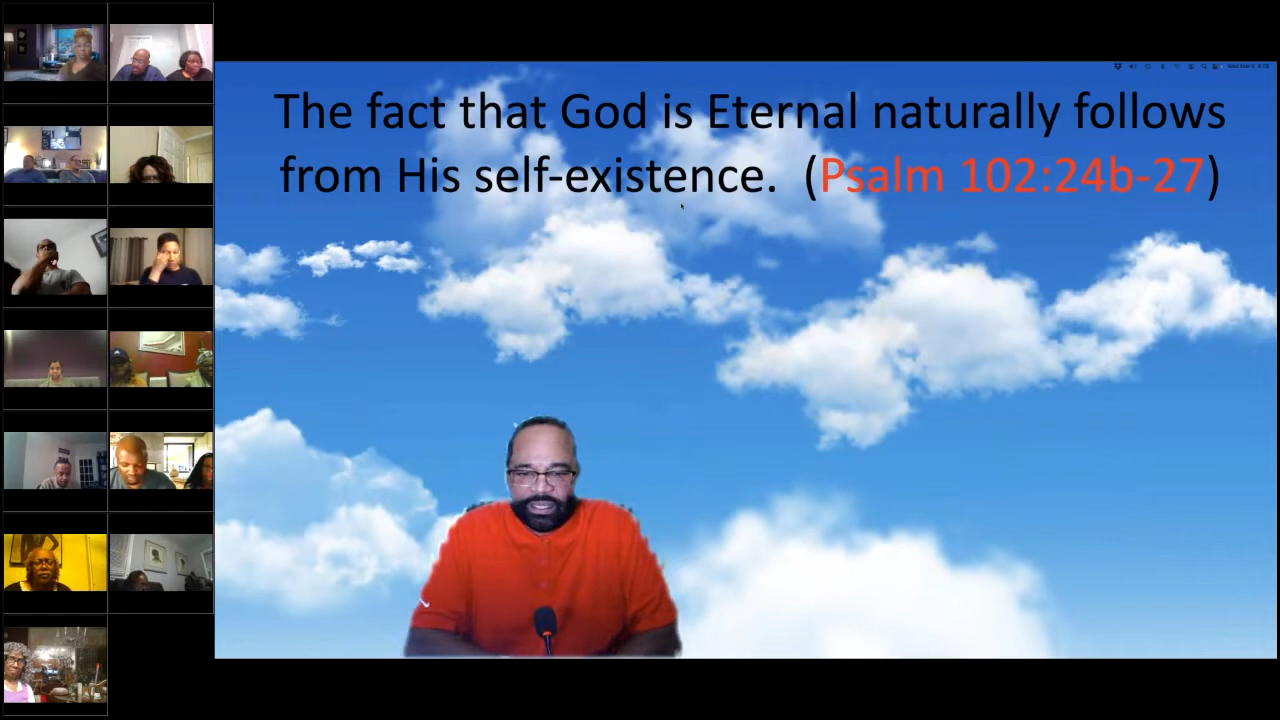 The fact that God is Eternal naturally follows
from His self-existence. (Psalm 102:24b-27)